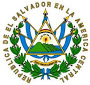 REPUBLICA DE EL SALVADOR EN LA AMERICA CENTRAL